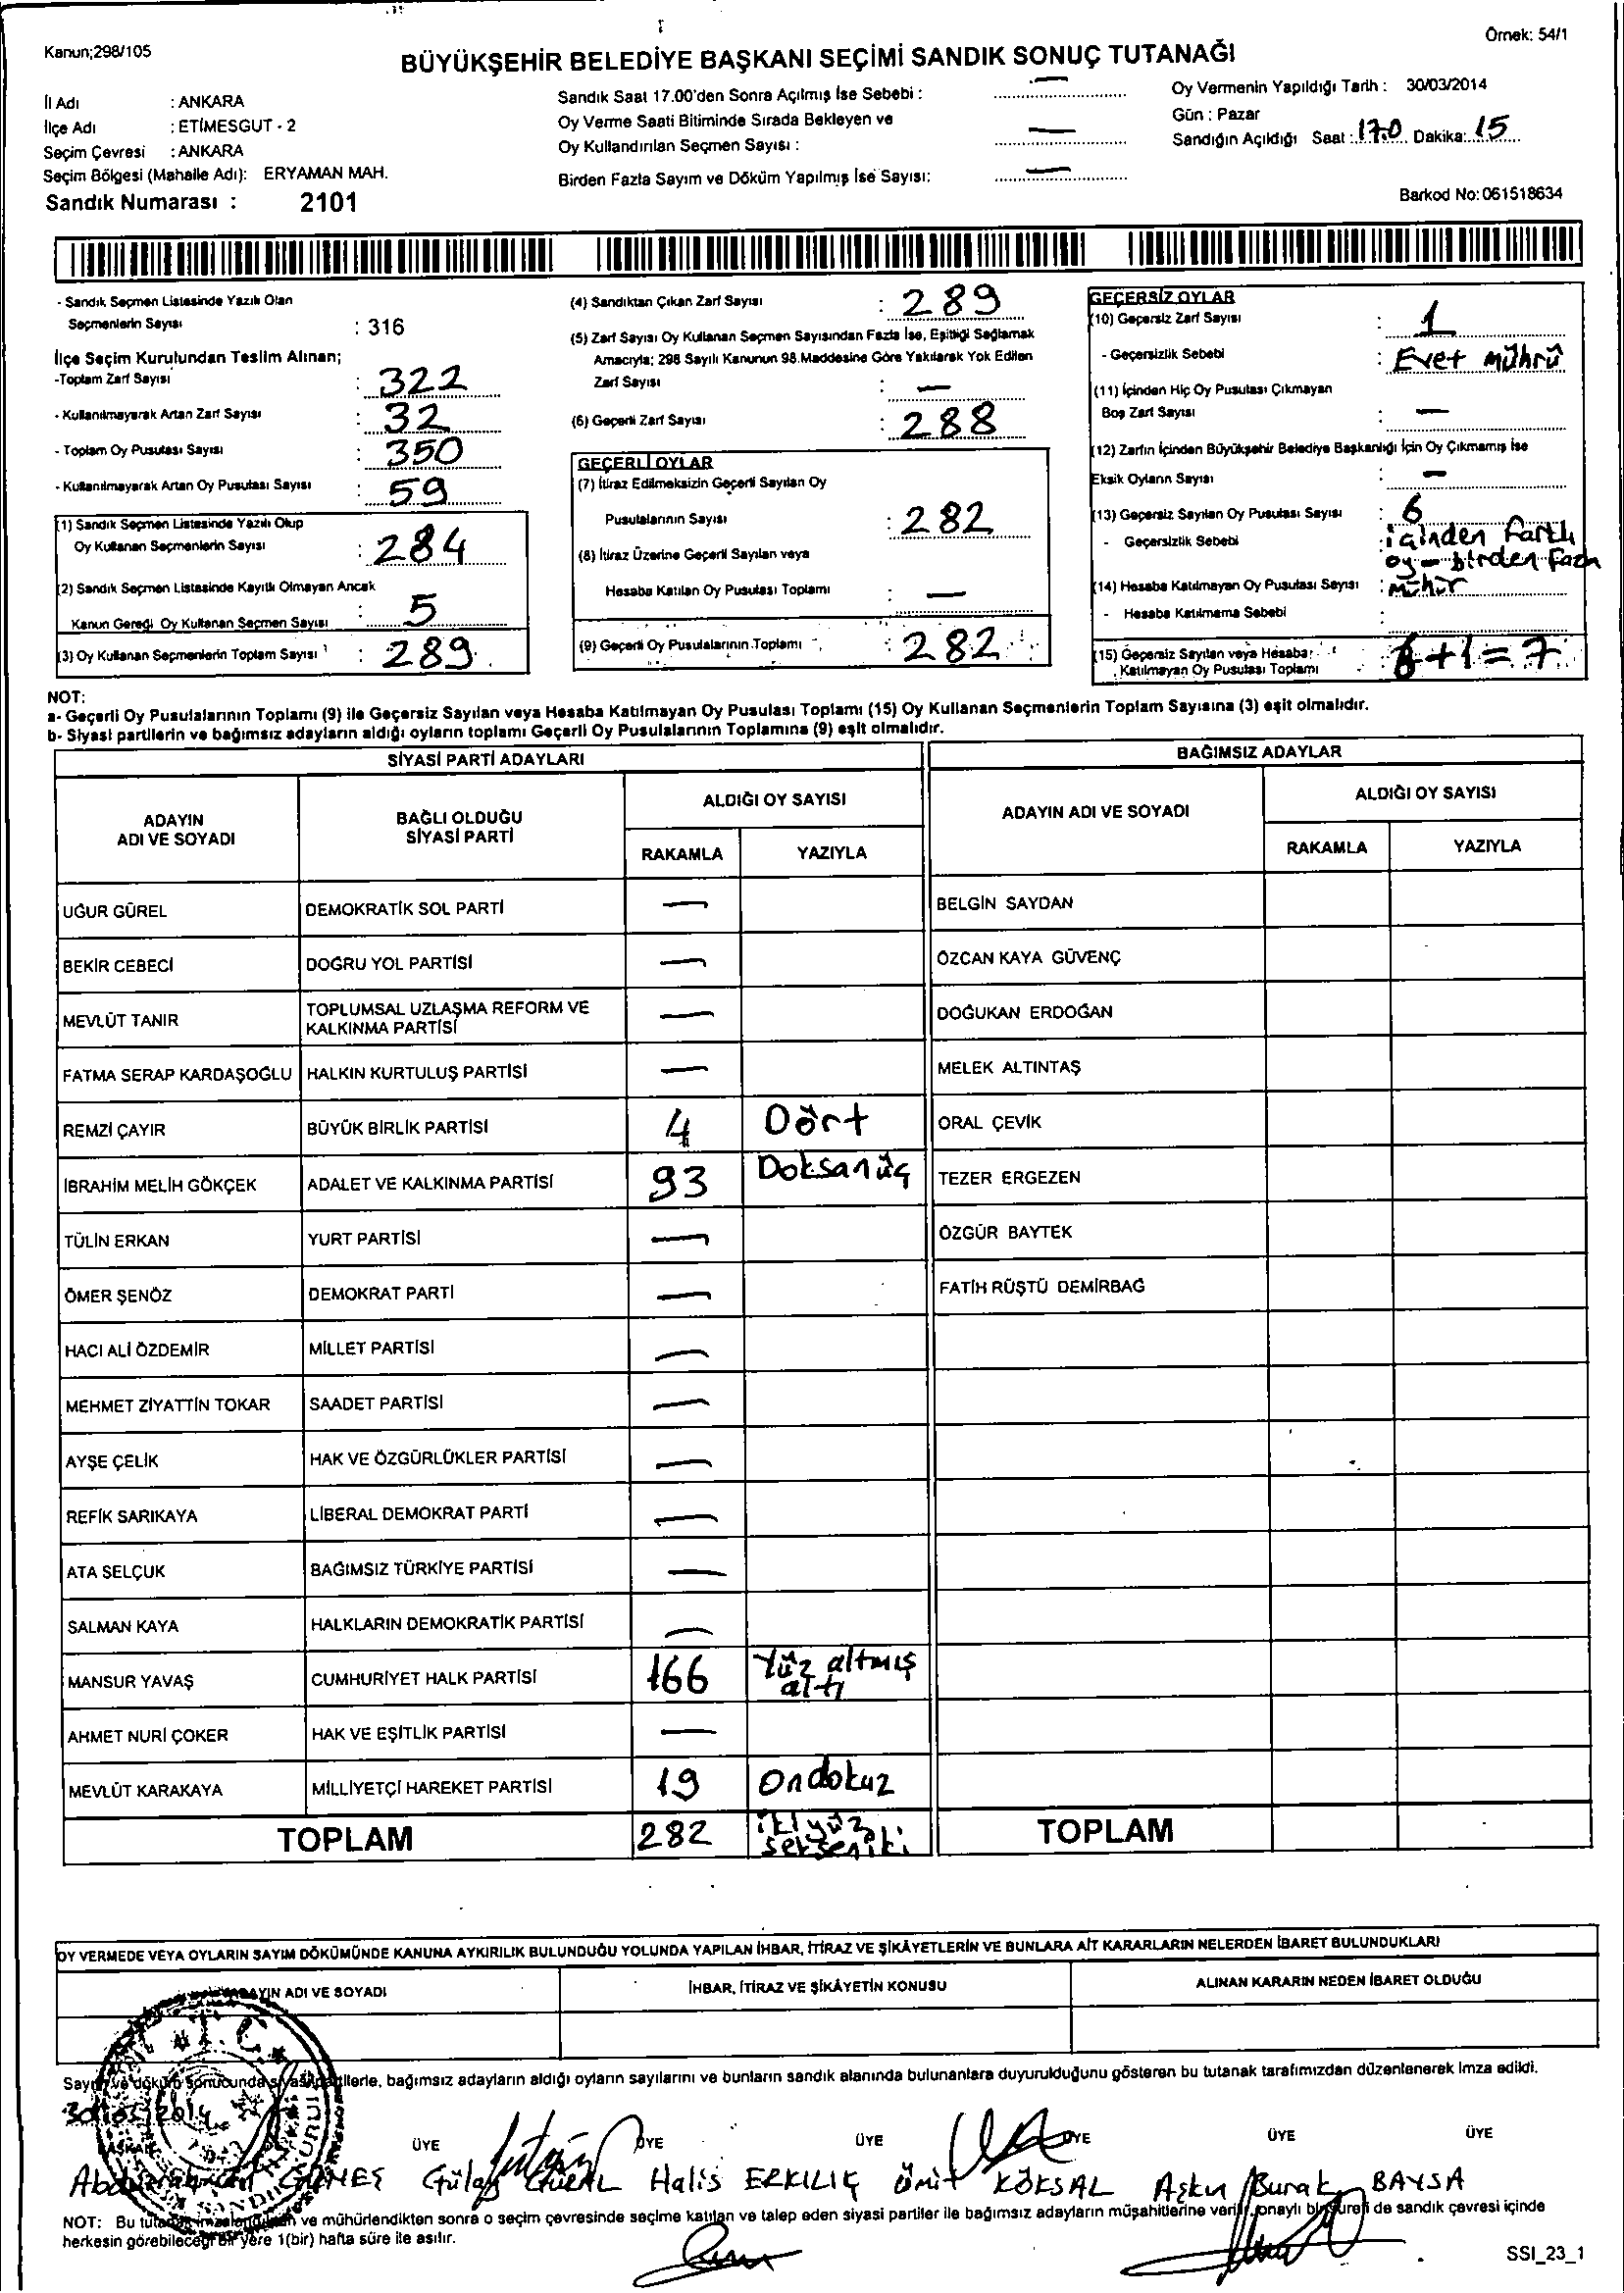 Örnek: 54/1
Kanun;298/105
BÜYÜKŞEHİR BELEDİYE BAŞKANI SEÇİMİ SANDIK SONUÇ TUTANAĞI
İl Adı : ANKARA
İlçe Adı : ETİMESGUT - 2
Seçim Çevresi : ANKARA
Seçim Bölgesi (Mahalle Adı): ERYAMAN MAH.
Sandık Numarası : 2101
Sandık Saat 17.00'den Sonra Açılmış İse Sebebi : —
Oy Verme Saati Bitiminde Sırada Bekleyen ve
Oy Kullandırılan Seçmen Sayısı : —
Birden Fazla Sayım ve Döküm Yapılmış İse Sayısı: —
Oy Vermenin Yapıldığı Tarih : 30/03/2014
Gün : Pazar
Sandığın Açıldığı Saat : 17.0 Dakika: 15
Barkod No:061518634
- Sandık Seçmen Listesinde Yazılı Olan
Seçmenlerin Sayısı : 316
İlçe Seçim Kurulundan Teslim Alınan;
-Toplam Zarf Sayısı : 322
- Kullanılmayarak Artan Zarf Sayısı : 32
- Toplam Oy Pusulası Sayısı : 350
- Kullanılmayarak Artan Oy Pusulası Sayısı : 59
(1) Sandık Seçmen Listesinde Yazılı Olup
Oy Kullanan Seçmenlerin Sayısı : 284
(2) Sandık Seçmen Listesinde Kayıtlı Olmayan Ancak
Kanun Gereği Oy Kullanan Seçmen Sayısı : 5
(3) Oy Kullanan Seçmenlerin Toplam Sayısı : 289
(4) Sandıktan Çıkan Zarf Sayısı : 289
(5) Zarf Sayısı Oy Kullanan Seçmen Sayısından Fazla İse, Eşitliği Sağlamak
Amacıyla; 298 Sayılı Kanunun 98.Maddesine Göre Yakılarak Yok Edilen
Zarf Sayısı : —
(6) Geçerli Zarf Sayısı : 288
GEÇERLİ OYLAR
(7) İtiraz Edilmeksizin Geçerli Sayılan Oy
Pusulalarının Sayısı : 282
(8) İtiraz Üzerine Geçerli Sayılan veya
Hesaba Katılan Oy Pusulası Toplamı : —
(9) Geçerli Oy Pusulalarının Toplamı : 282
GEÇERSİZ OYLAR
(10) Geçersiz Zarf Sayısı : 1
- Geçersizlik Sebebi : Evet mührü
(11) İçinden Hiç Oy Pusulası Çıkmayan
Boş Zarf Sayısı : —
(12) Zarfın İçinden Büyükşehir Belediye Başkanlığı İçin Oy Çıkmamış İse
Eksik Oyların Sayısı : —
(13) Geçersiz Sayılan Oy Pusulası Sayısı : 6
- Geçersizlik Sebebi : içinden farklı
oy — birden Fazla
(14) Hesaba Katılmayan Oy Pusulası Sayısı : Mühür
- Hesaba Katılmama Sebebi :
(15) Geçersiz Sayılan veya Hesaba
Katılmayan Oy Pusulası Toplamı : 6+1=7
NOT:
a- Geçerli Oy Pusulalarının Toplamı (9) ile Geçersiz Sayılan veya Hesaba Katılmayan Oy Pusulası Toplamı (15) Oy Kullanan Seçmenlerin Toplam Sayısına (3) eşit olmalıdır.
b- Siyasi partilerin ve bağımsız adayların aldığı oyların toplamı Geçerli Oy Pusulalarının Toplamına (9) eşit olmalıdır.
SİYASİ PARTİ ADAYLARI
ADAYIN
ADI VE SOYADI
BAĞLI OLDUĞU
SİYASİ PARTİ
ALDIĞI OY SAYISI
RAKAMLA YAZIYLA
UĞUR GÜREL DEMOKRATİK SOL PARTİ —
BEKİR CEBECİ DOĞRU YOL PARTİSİ —
MEVLÜT TANIR TOPLUMSAL UZLAŞMA REFORM VE
KALKINMA PARTİSİ —
FATMA SERAP KARDAŞOĞLU HALKIN KURTULUŞ PARTİSİ —
REMZİ ÇAYIR BÜYÜK BİRLİK PARTİSİ 4 Dört
İBRAHİM MELİH GÖKÇEK ADALET VE KALKINMA PARTİSİ 93 Doksanüç
TÜLİN ERKAN YURT PARTİSİ —
ÖMER ŞENÖZ DEMOKRAT PARTİ —
HACI ALİ ÖZDEMİR MİLLET PARTİSİ —
MEHMET ZİYATTİN TOKAR SAADET PARTİSİ —
AYŞE ÇELİK HAK VE ÖZGÜRLÜKLER PARTİSİ —
REFİK SARIKAYA LİBERAL DEMOKRAT PARTİ —
ATA SELÇUK BAĞIMSIZ TÜRKİYE PARTİSİ —
SALMAN KAYA HALKLARIN DEMOKRATİK PARTİSİ —
MANSUR YAVAŞ CUMHURİYET HALK PARTİSİ 166 Yüz altmış
altı
AHMET NURİ ÇOKER HAK VE EŞİTLİK PARTİSİ —
MEVLÜT KARAKAYA MİLLİYETÇİ HAREKET PARTİSİ 19 Ondokuz
TOPLAM 282 ikiyüz
sekseniki
BAĞIMSIZ ADAYLAR
ADAYIN ADI VE SOYADI
ALDIĞI OY SAYISI
RAKAMLA YAZIYLA
BELGİN SAYDAN
ÖZCAN KAYA GÜVENÇ
DOĞUKAN ERDOĞAN
MELEK ALTINTAŞ
ORAL ÇEVİK
TEZER ERGEZEN
ÖZGÜR BAYTEK
FATİH RÜŞTÜ DEMİRBAĞ
TOPLAM
OY VERMEDE VEYA OYLARIN SAYIM DÖKÜMÜNDE KANUNA AYKIRILIK BULUNDUĞU YOLUNDA YAPILAN İHBAR, İTİRAZ VE ŞİKÂYETLERİN VE BUNLARA AİT KARARLARIN NELERDEN İBARET BULUNDUKLARI
ADI VE SOYADI
İHBAR, İTİRAZ VE ŞİKÂYETİN KONUSU
ALINAN KARARIN NEDEN İBARET OLDUĞU
Sayım ve döküm sonucunda siyasi partilerle, bağımsız adayların aldığı oyların sayılarını ve bunların sandık alanında bulunanlara duyurulduğunu gösteren bu tutanak tarafımızdan düzenlenerek imza edildi.
30/03/2014
T.C.
BAŞKAN ÜYE ÜYE ÜYE ÜYE ÜYE ÜYE
Abdurrahman GÜNEŞ Gülay Halis ERKILIÇ Ümit KÖKSAL Aşkın Burak BAYSA
NOT: Bu tutanak imzalandıktan ve mühürlendikten sonra o seçim çevresinde seçime katılan ve talep eden siyasi partiler ile bağımsız adayların müşahitlerine verilir, onaylı bir sureti de sandık çevresi içinde
herkesin görebileceği bir yere 1(bir) hafta süre ile asılır.
SSI_23_1